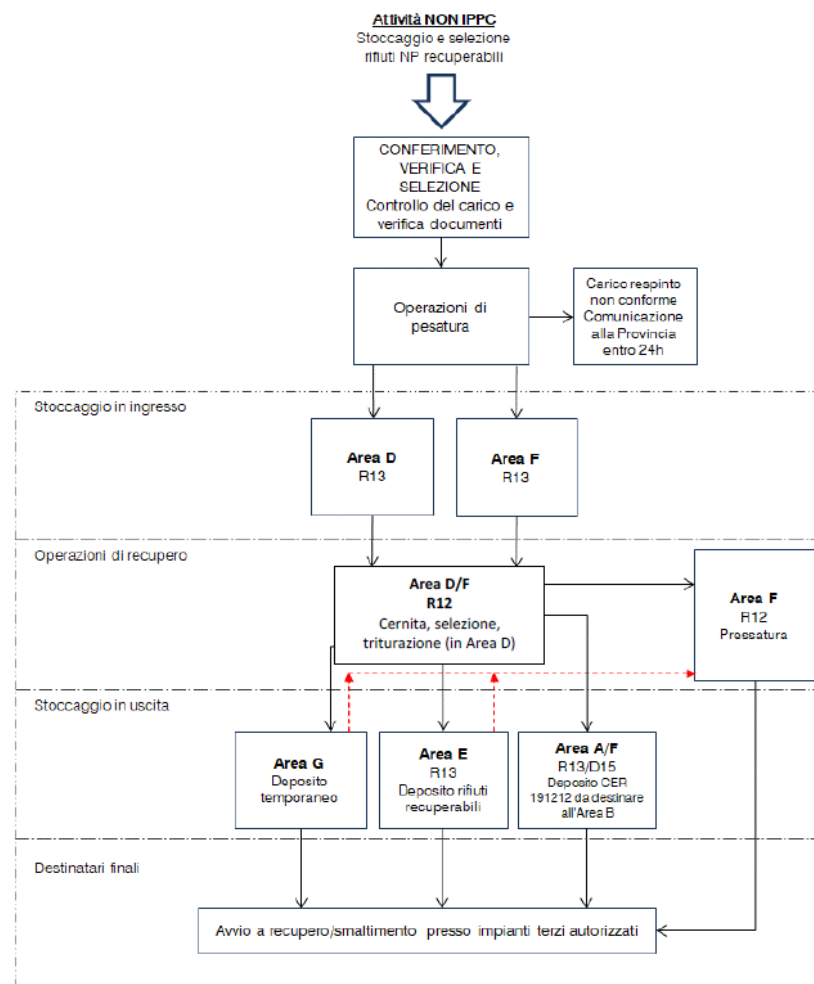 Attività NON IPPC
Stoccaggio e selezione
rifiuti NP recuperabili
CONFERIMENTO,
VERIFICA E
SELEZIONE
Controllo del carico e
verifica documenti
Operazioni di
pesatura
Carico respinto
non conforme
Comunicazione
alla Provincia
entro 24h
Stoccaggio in ingresso
Area D
R13
Area F
R13
Operazioni di recupero
Area D/F
R12
Cernita, selezione,
triturazione (in Area D)
Area F
R12
Pressatura
Stoccaggio in uscita
Area G
Deposito
temporaneo
Area E
R13
Deposito rifiuti
recuperabili
Area A/F
R13/D15
Deposito CER
191212 da destinare
all'Area B
Destinatari finali
Avvio a recupero/smaltimento presso impianti terzi autorizzati